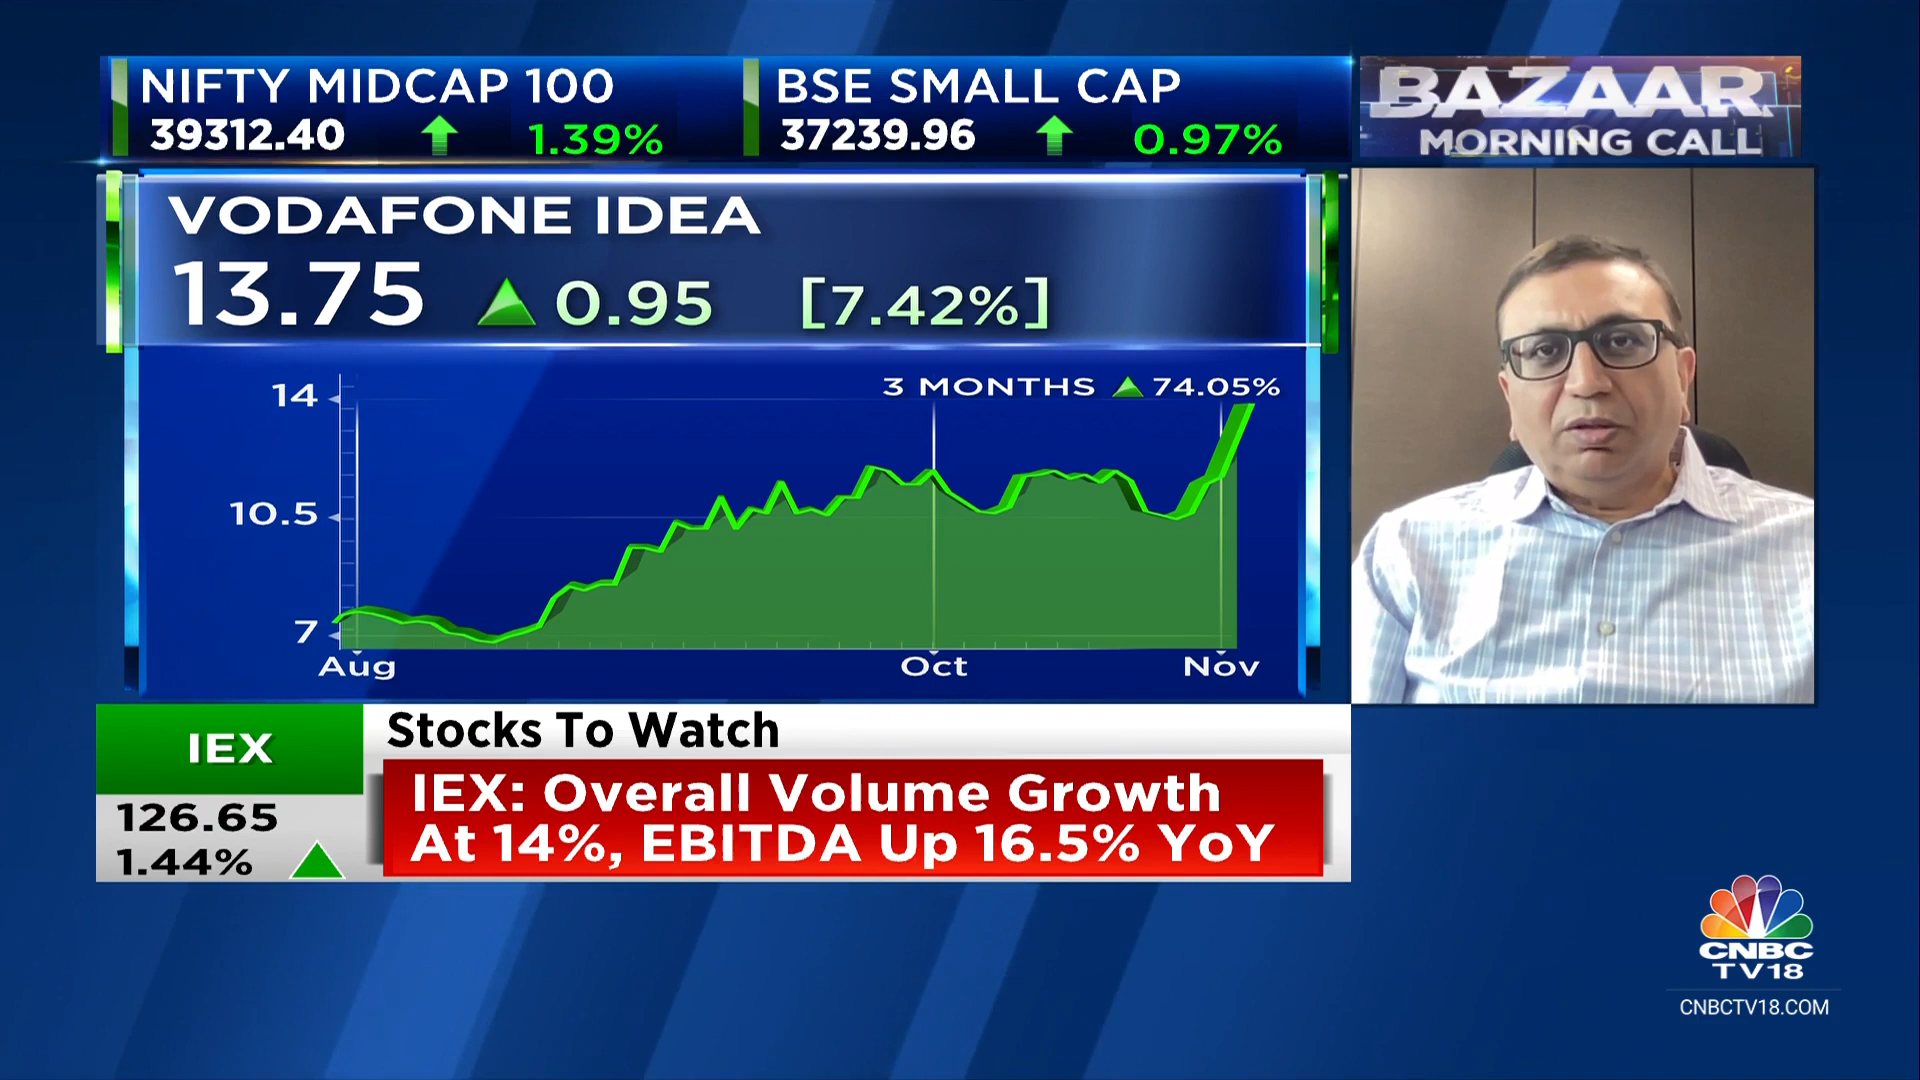 NIFTY MIDCAP 100
39312.40 1.39%
BSE SMALL CAP
37239.96 0.97%
BAZAAR
MORNING CALL
VODAFONE IDEA
13.75 0.95 [7.42%]
3 MONTHS 74.05%
14
10.5
7
Aug Oct Nov
IEX
126.65
1.44%
Stocks To Watch
IEX: Overall Volume Growth
At 14%, EBITDA Up 16.5% YoY
CNBC
TV18
CNBCTV18.COM